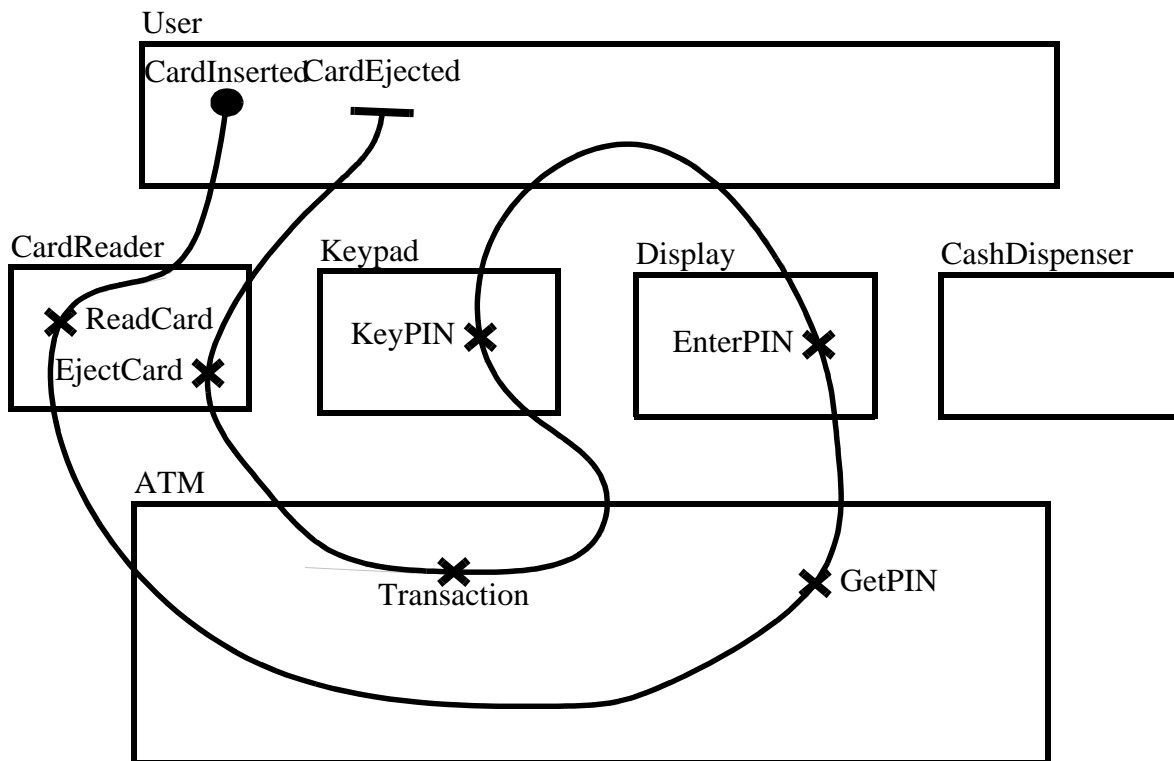 User
CardInserted CardEjected
CardReader
Keypad
Display
CashDispenser
ReadCard
KeyPIN
EnterPIN
EjectCard
ATM
Transaction
GetPIN